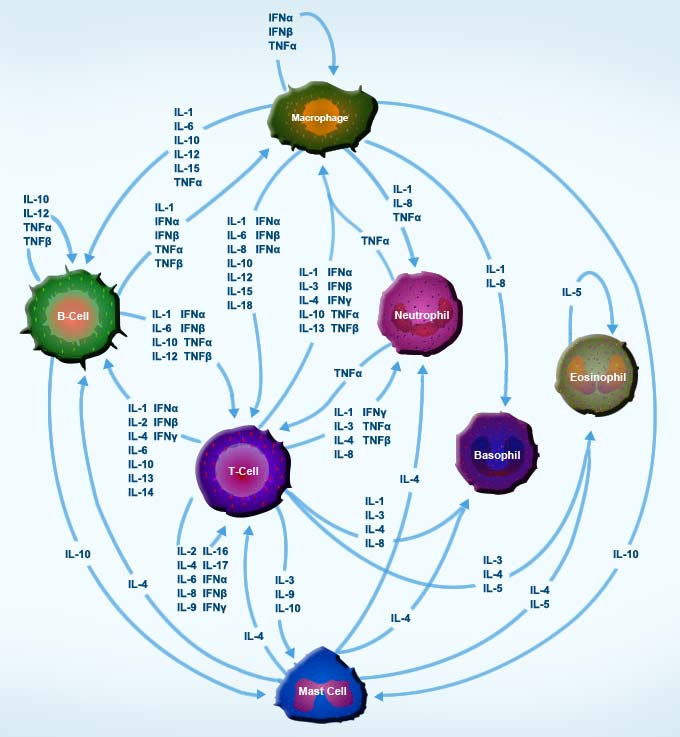 IFNα
IFNβ
TNFα
Macrophage
IL-1
IL-6
IL-10
IL-12
IL-15
TNFα
IL-10
IL-12
TNFα
TNFβ
IL-1
IFNα
IFNβ
TNFα
TNFβ
IL-1 IFNα
IL-6 IFNβ
IL-8 IFNα
IL-10
IL-12
IL-15
IL-18
IL-1
IL-8
TNFα
TNFα
IL-1 IFNα
IL-3 IFNβ
IL-4 IFNγ
IL-10 TNFα
IL-13 TNFβ
IL-1
IL-8
IL-5
B-Cell
Neutrophil
IL-1 IFNα
IL-6 IFNβ
IL-10 TNFα
IL-12 TNFβ
TNFα
Eosinophil
IL-1 IFNα
IL-2 IFNβ
IL-4 IFNγ
IL-6
IL-10
IL-13
IL-14
IL-1 IFNγ
IL-3 TNFα
IL-4 TNFβ
IL-8
T-Cell
Basophil
IL-4
IL-1
IL-3
IL-4
IL-8
IL-10
IL-2 IL-16
IL-4 IL-17
IL-6 IFNα
IL-8 IFNβ
IL-9 IFNγ
IL-3
IL-9
IL-10
IL-3
IL-4
IL-5
IL-10
IL-4
IL-4
IL-5
IL-4
IL-4
Mast Cell